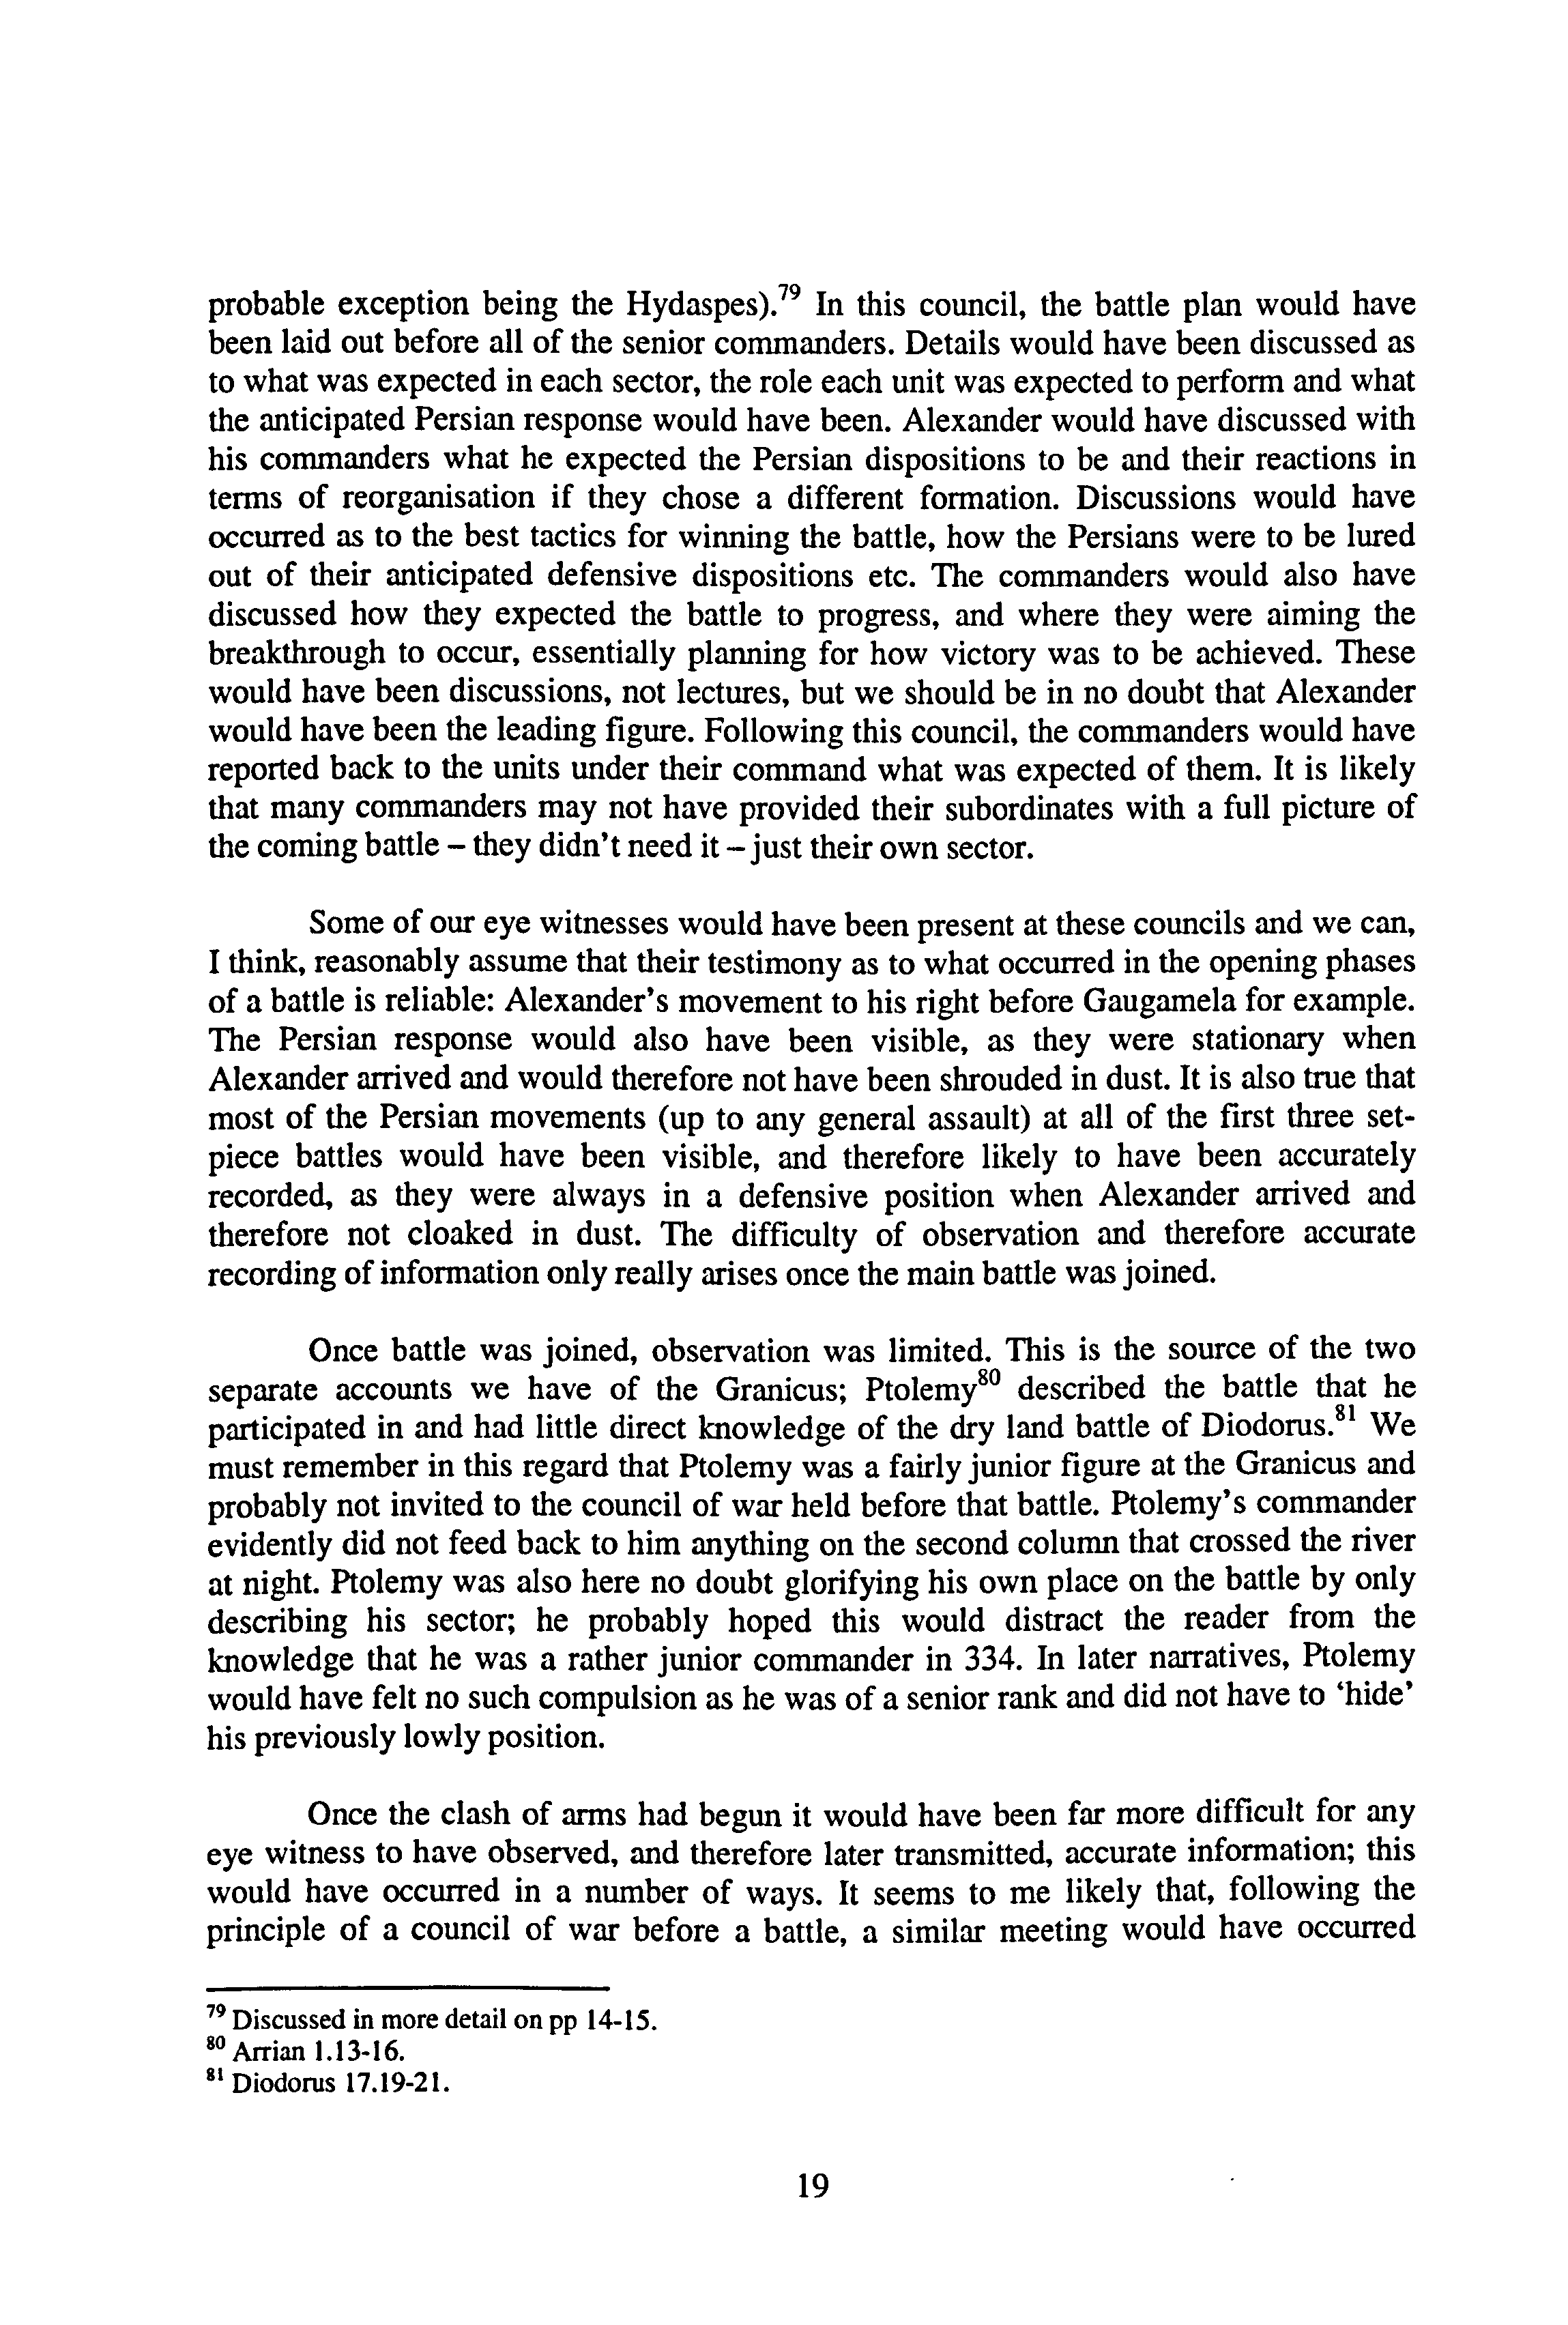 probable exception being the Hydaspes).⁷⁹ In this council, the battle plan would have
been laid out before all of the senior commanders. Details would have been discussed as
to what was expected in each sector, the role each unit was expected to perform and what
the anticipated Persian response would have been. Alexander would have discussed with
his commanders what he expected the Persian dispositions to be and their reactions in
terms of reorganisation if they chose a different formation. Discussions would have
occurred as to the best tactics for winning the battle, how the Persians were to be lured
out of their anticipated defensive dispositions etc. The commanders would also have
discussed how they expected the battle to progress, and where they were aiming the
breakthrough to occur, essentially planning for how victory was to be achieved. These
would have been discussions, not lectures, but we should be in no doubt that Alexander
would have been the leading figure. Following this council, the commanders would have
reported back to the units under their command what was expected of them. It is likely
that many commanders may not have provided their subordinates with a full picture of
the coming battle – they didn't need it – just their own sector.
Some of our eye witnesses would have been present at these councils and we can,
I think, reasonably assume that their testimony as to what occurred in the opening phases
of a battle is reliable: Alexander's movement to his right before Gaugamela for example.
The Persian response would also have been visible, as they were stationary when
Alexander arrived and would therefore not have been shrouded in dust. It is also true that
most of the Persian movements (up to any general assault) at all of the first three set-
piece battles would have been visible, and therefore likely to have been accurately
recorded, as they were always in a defensive position when Alexander arrived and
therefore not cloaked in dust. The difficulty of observation and therefore accurate
recording of information only really arises once the main battle was joined.
Once battle was joined, observation was limited. This is the source of the two
separate accounts we have of the Granicus; Ptolemy⁸⁰ described the battle that he
participated in and had little direct knowledge of the dry land battle of Diodorus.⁸¹ We
must remember in this regard that Ptolemy was a fairly junior figure at the Granicus and
probably not invited to the council of war held before that battle. Ptolemy's commander
evidently did not feed back to him anything on the second column that crossed the river
at night. Ptolemy was also here no doubt glorifying his own place on the battle by only
describing his sector; he probably hoped this would distract the reader from the
knowledge that he was a rather junior commander in 334. In later narratives, Ptolemy
would have felt no such compulsion as he was of a senior rank and did not have to 'hide'
his previously lowly position.
Once the clash of arms had begun it would have been far more difficult for any
eye witness to have observed, and therefore later transmitted, accurate information; this
would have occurred in a number of ways. It seems to me likely that, following the
principle of a council of war before a battle, a similar meeting would have occurred
⁷⁹ Discussed in more detail on pp 14-15.
⁸⁰ Arrian 1.13-16.
⁸¹ Diodorus 17.19-21.
19